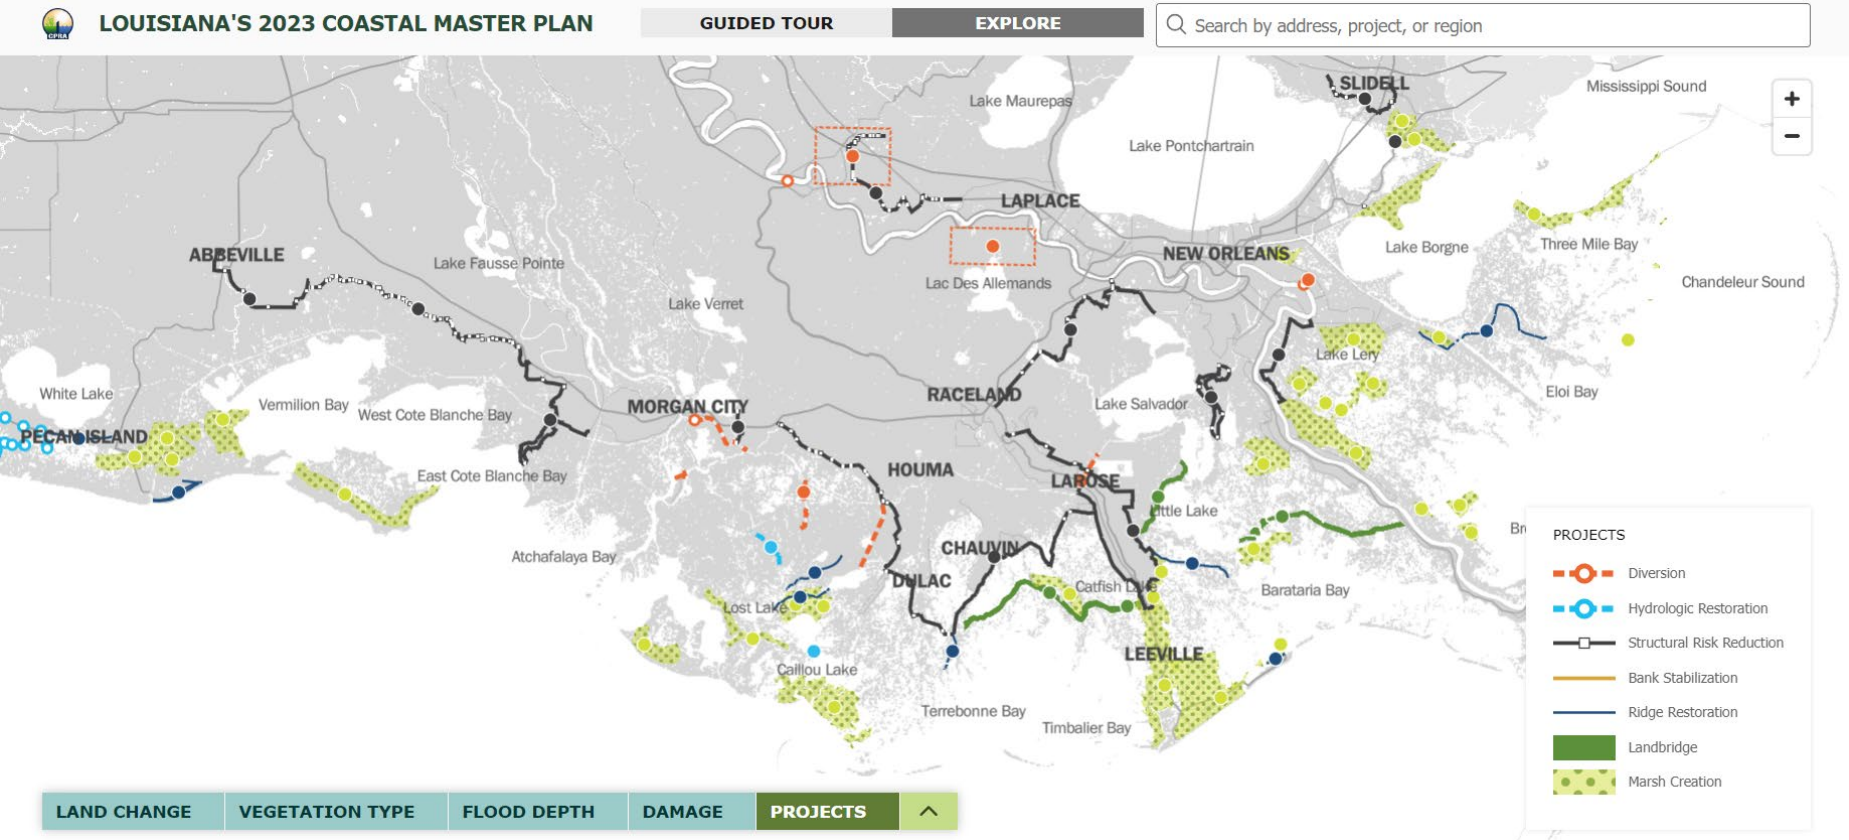 CPRA
LOUISIANA'S 2023 COASTAL MASTER PLAN
GUIDED TOUR
EXPLORE
Search by address, project, or region
SLIDELL
Mississippi Sound
+
−
Lake Maurepas
Lake Pontchartrain
LAPLACE
ABBEVILLE
Lake Fausse Pointe
NEW ORLEANS
Lake Borgne
Three Mile Bay
Chandeleur Sound
Lac Des Allemands
Lake Verret
Lake Lery
White Lake
Vermilion Bay
West Cote Blanche Bay
MORGAN CITY
RACELAND
Lake Salvador
Eloi Bay
PECAN ISLAND
East Cote Blanche Bay
HOUMA
LAROSE
Little Lake
Atchafalaya Bay
CHAUVIN
DULAC
Catfish Lake
Barataria Bay
Lost Lake
LEEVILLE
Caillou Lake
Terrebonne Bay
Timbalier Bay
Br
PROJECTS
Diversion
Hydrologic Restoration
Structural Risk Reduction
Bank Stabilization
Ridge Restoration
Landbridge
Marsh Creation
LAND CHANGE
VEGETATION TYPE
FLOOD DEPTH
DAMAGE
PROJECTS